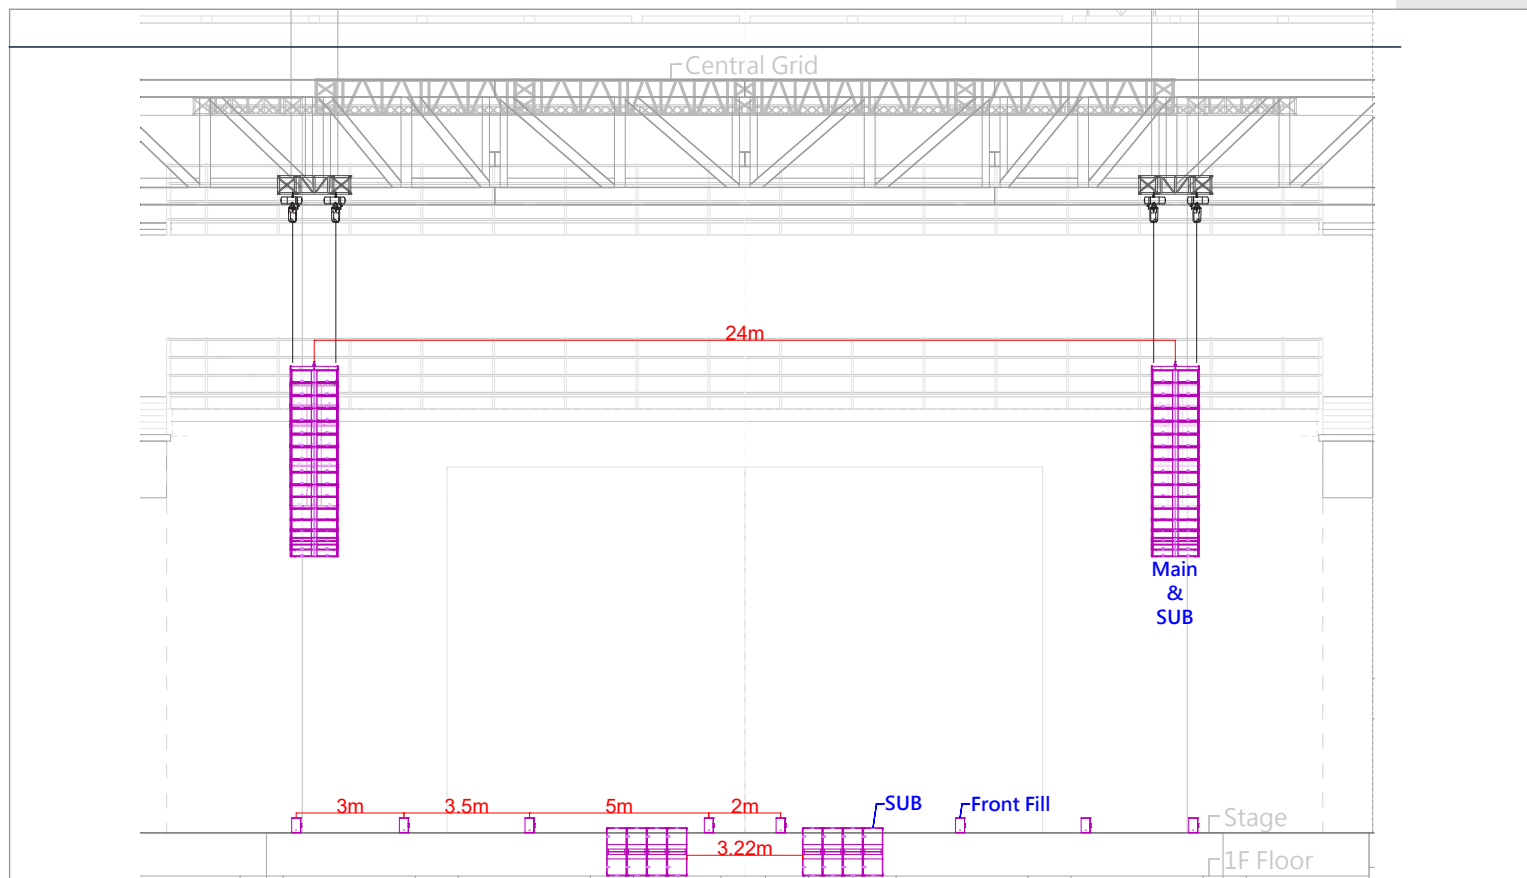 Central Grid
24m
Main
&
SUB
3m
3.5m
5m
2m
SUB
Front Fill
Stage
3.22m
1F Floor